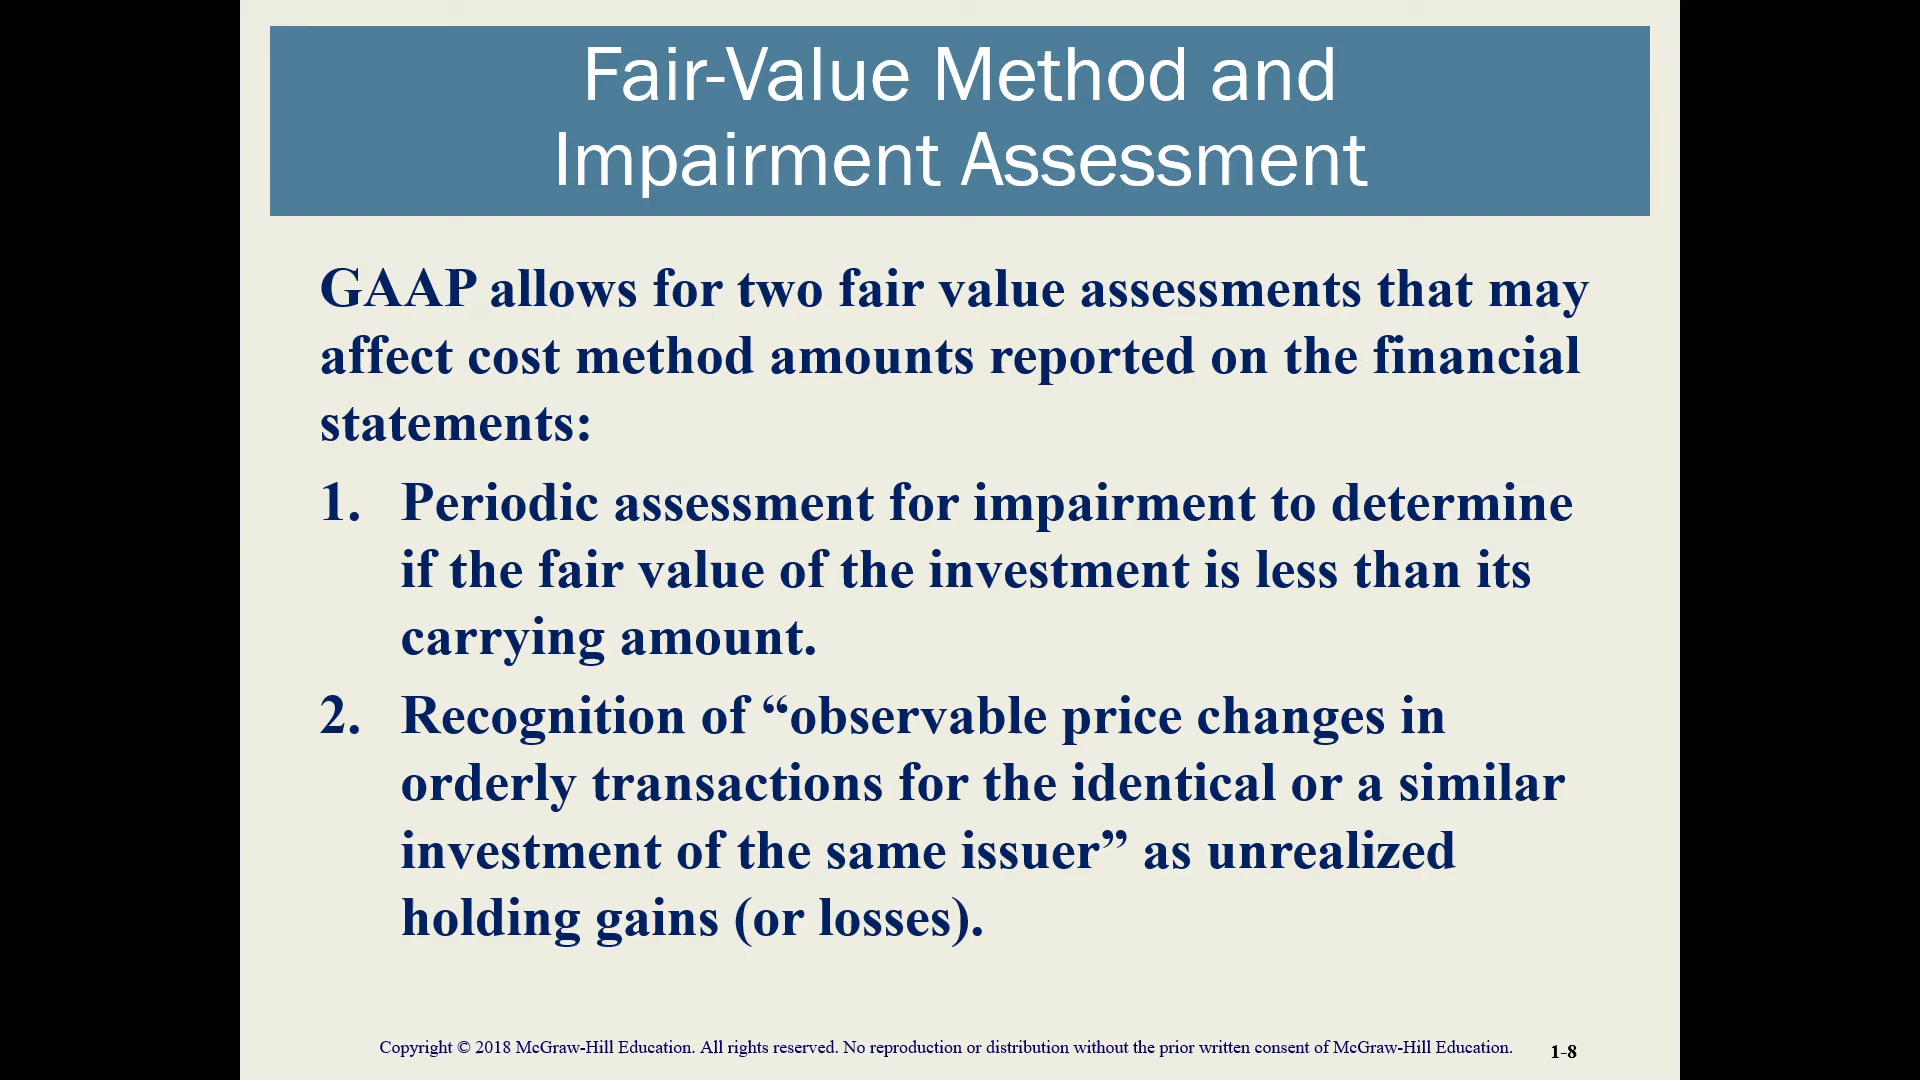 Fair-Value Method and
Impairment Assessment
GAAP allows for two fair value assessments that may
affect cost method amounts reported on the financial
statements:
1. Periodic assessment for impairment to determine
if the fair value of the investment is less than its
carrying amount.
2. Recognition of “observable price changes in
orderly transactions for the identical or a similar
investment of the same issuer” as unrealized
holding gains (or losses).
Copyright © 2018 McGraw-Hill Education. All rights reserved. No reproduction or distribution without the prior written consent of McGraw-Hill Education. 1-8